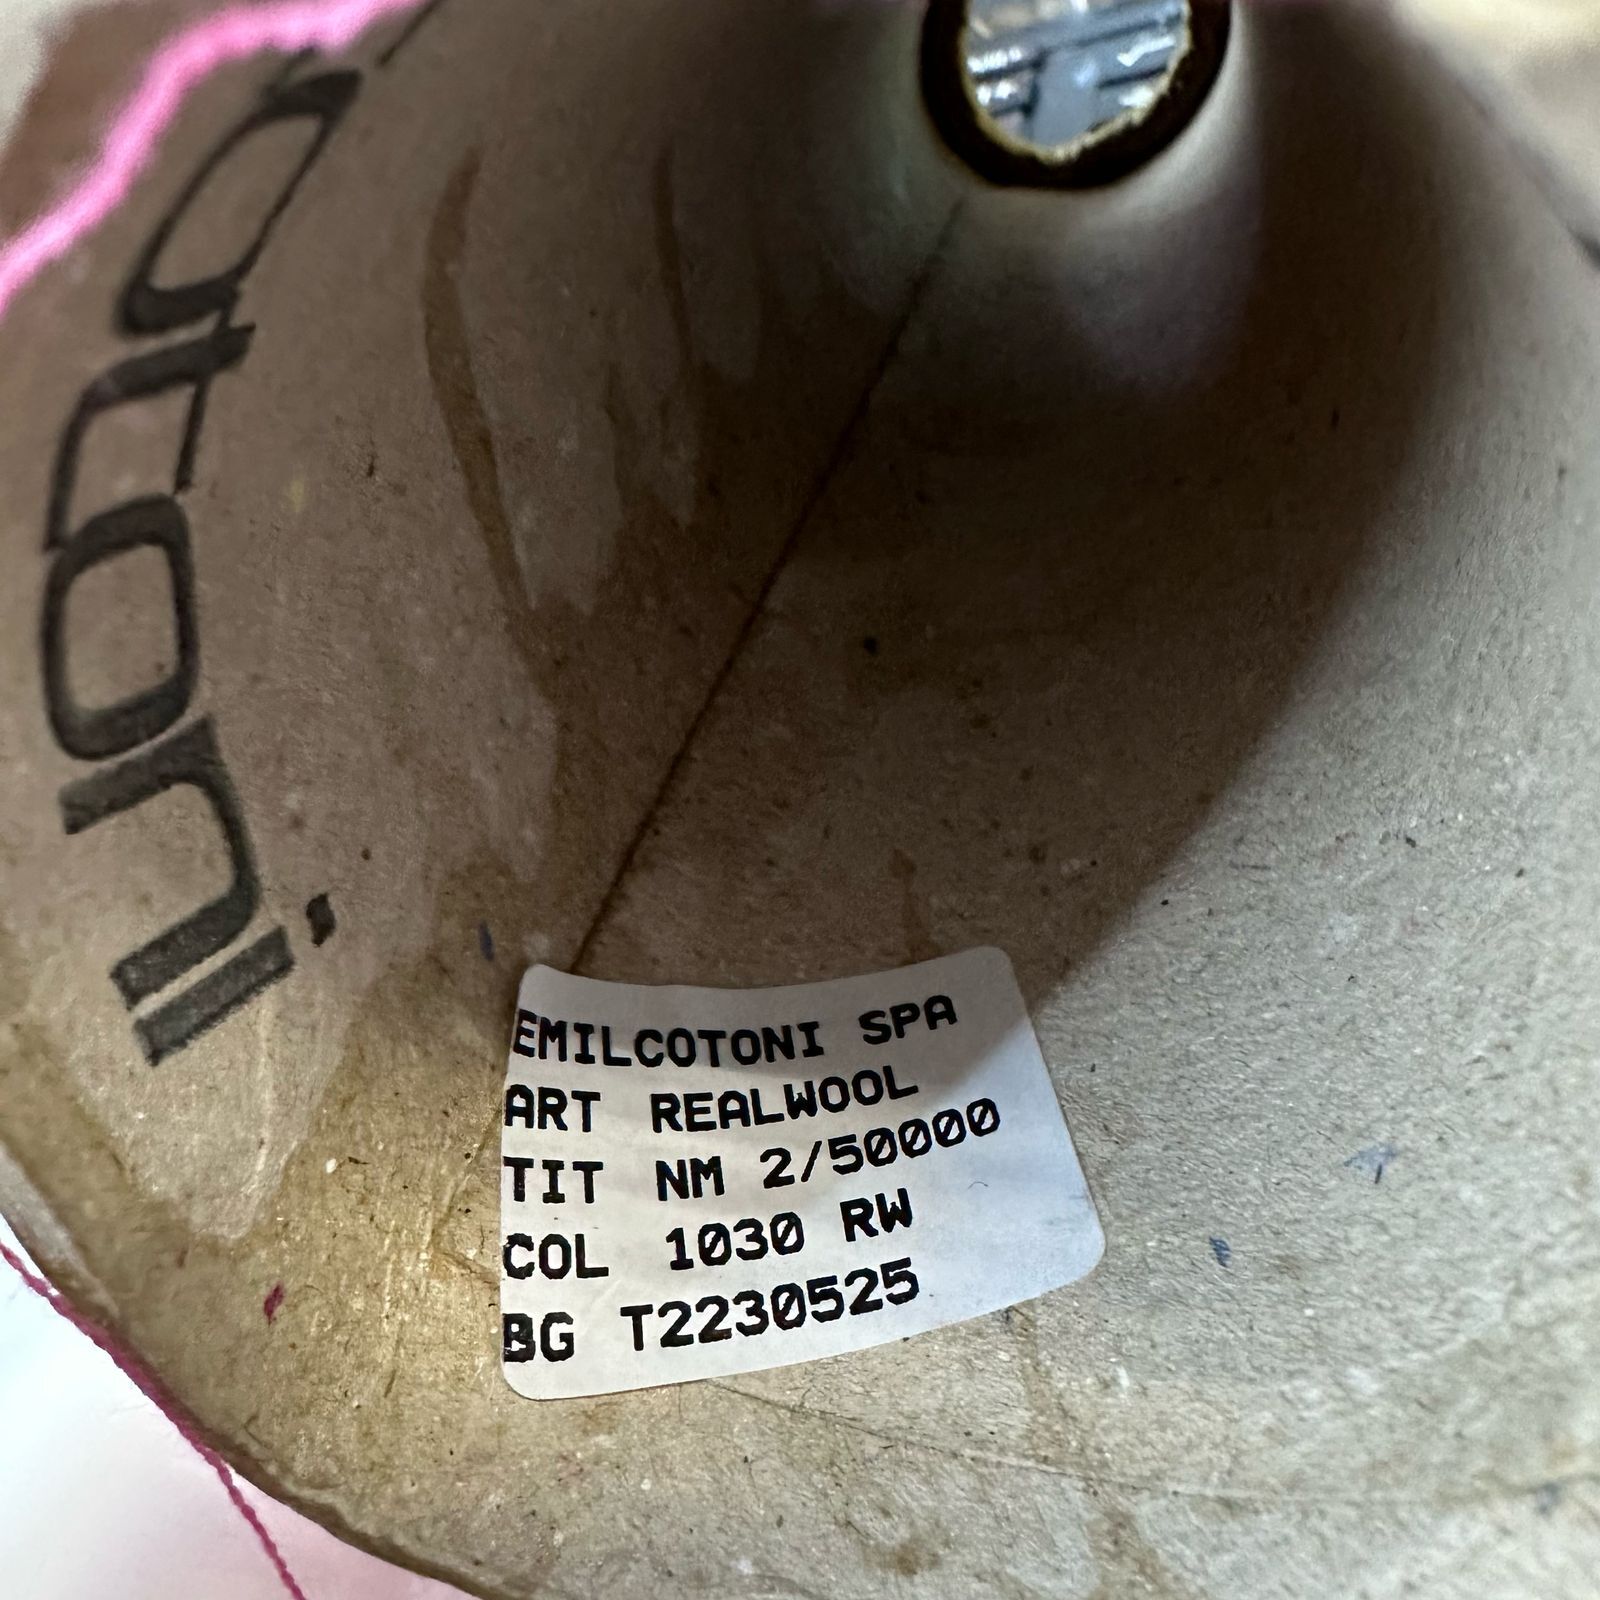 EMILCOTONI SPA
ART REALWOOL
TIT NM 2/50000
COL 1030 RW
BG T2230525